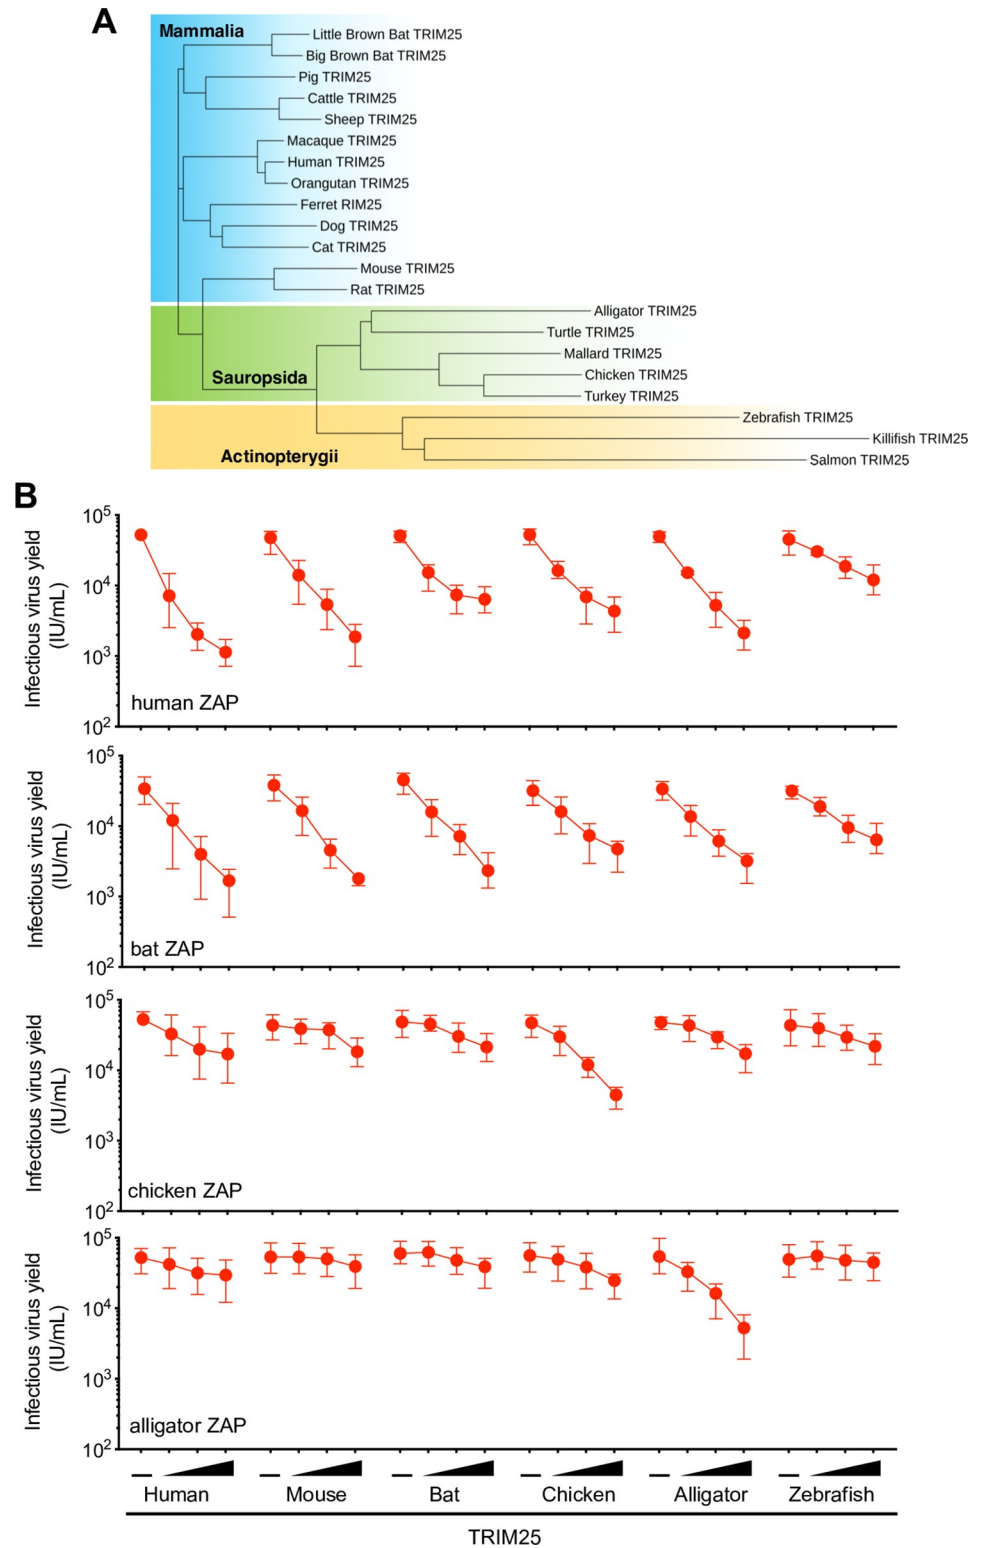 A
Mammalia
Little Brown Bat TRIM25
Big Brown Bat TRIM25
Pig TRIM25
Cattle TRIM25
Sheep TRIM25
Macaque TRIM25
Human TRIM25
Orangutan TRIM25
Ferret RIM25
Dog TRIM25
Cat TRIM25
Mouse TRIM25
Rat TRIM25
Alligator TRIM25
Turtle TRIM25
Mallard TRIM25
Sauropsida
Chicken TRIM25
Turkey TRIM25
Zebrafish TRIM25
Killifish TRIM25
Actinopterygii
Salmon TRIM25
B
Infectious virus yield
(IU/mL)
10⁵
10⁴
10³
10²
human ZAP
Infectious virus yield
(IU/mL)
10⁵
10⁴
10³
10²
bat ZAP
Infectious virus yield
(IU/mL)
10⁵
10⁴
10³
10²
chicken ZAP
Infectious virus yield
(IU/mL)
10⁵
10⁴
10³
10²
alligator ZAP
Human Mouse Bat Chicken Alligator Zebrafish
TRIM25